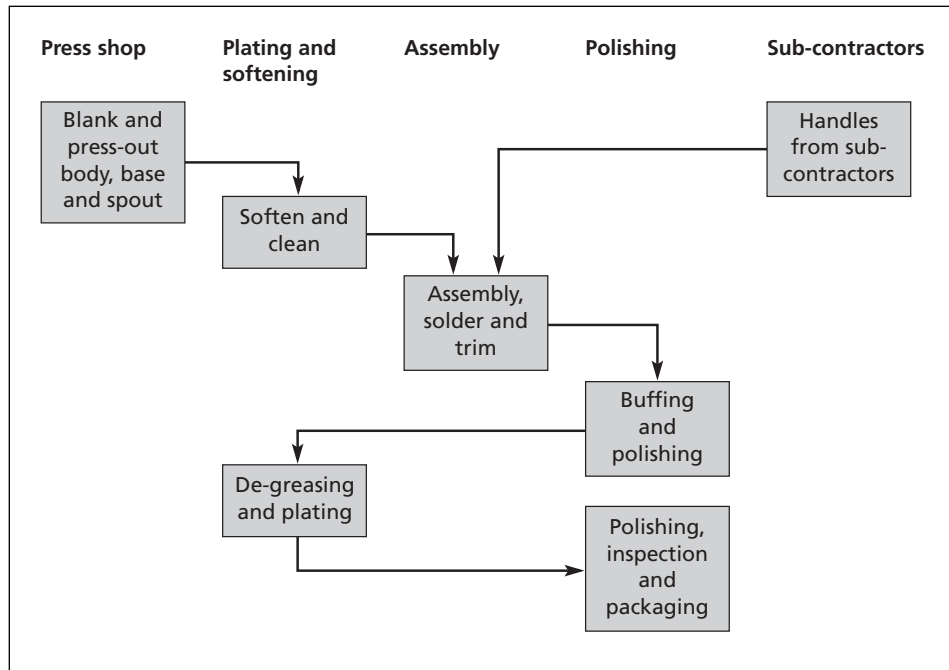 Press shop
Plating and
softening
Assembly
Polishing
Sub-contractors
Blank and
press-out
body, base
and spout
Handles
from sub-
contractors
Soften and
clean
Assembly,
solder and
trim
Buffing
and
polishing
De-greasing
and plating
Polishing,
inspection
and
packaging